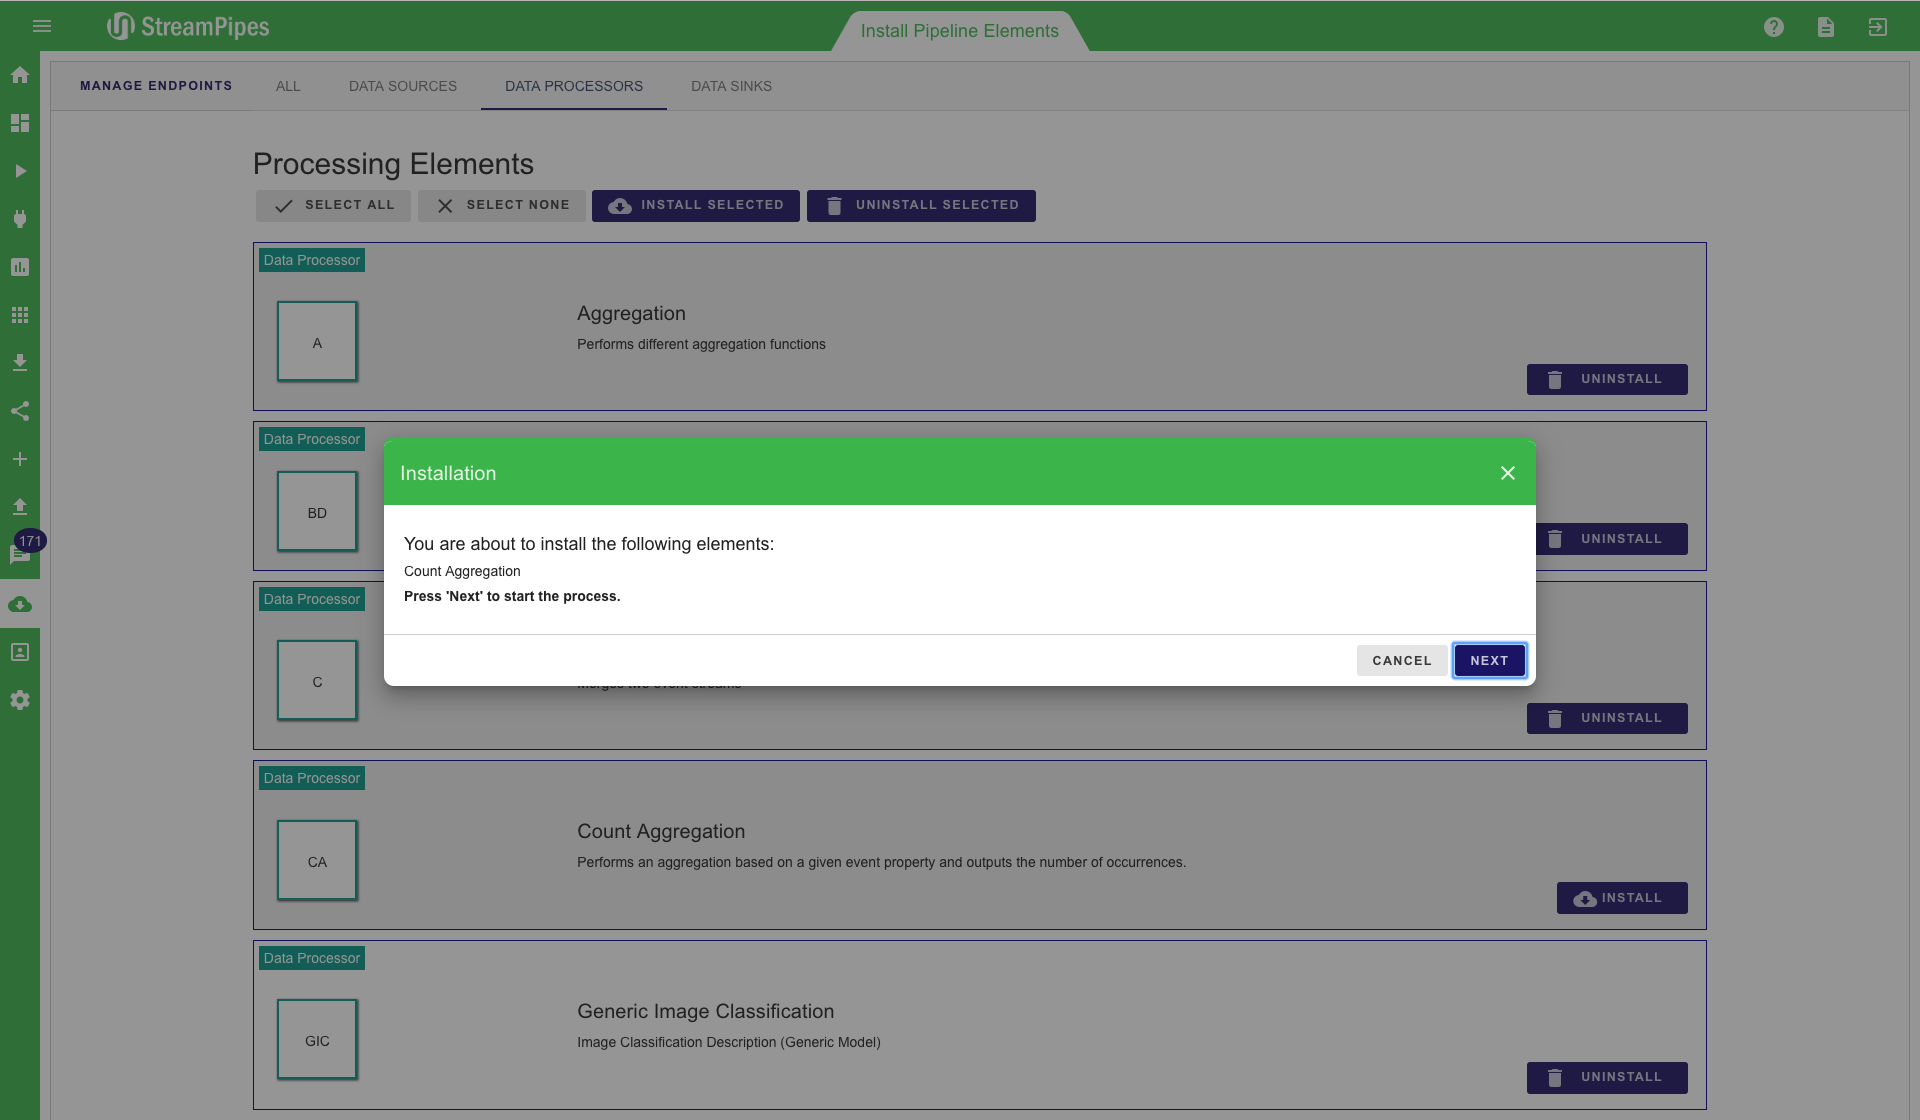 StreamPipes
Install Pipeline Elements
MANAGE ENDPOINTS
ALL
DATA SOURCES
DATA PROCESSORS
DATA SINKS
Processing Elements
SELECT ALL
SELECT NONE
INSTALL SELECTED
UNINSTALL SELECTED
Data Processor
A
Aggregation
Performs different aggregation functions
UNINSTALL
Data Processor
BD
UNINSTALL
Installation
You are about to install the following elements:
Count Aggregation
Press 'Next' to start the process.
CANCEL
NEXT
171
Data Processor
C
Merges two event streams
UNINSTALL
Data Processor
CA
Count Aggregation
Performs an aggregation based on a given event property and outputs the number of occurrences.
INSTALL
Data Processor
GIC
Generic Image Classification
Image Classification Description (Generic Model)
UNINSTALL